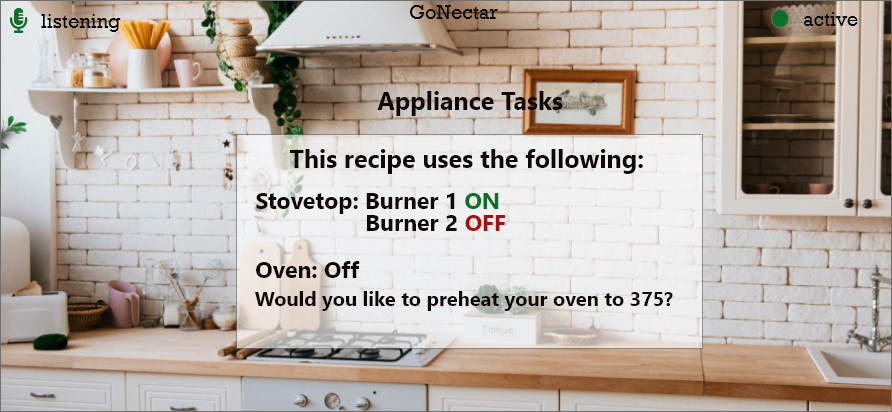 listening
GoNectar
active
Appliance Tasks
This recipe uses the following:
Stovetop: Burner 1 ON
Burner 2 OFF
Oven: Off
Would you like to preheat your oven to 375?
Tissue